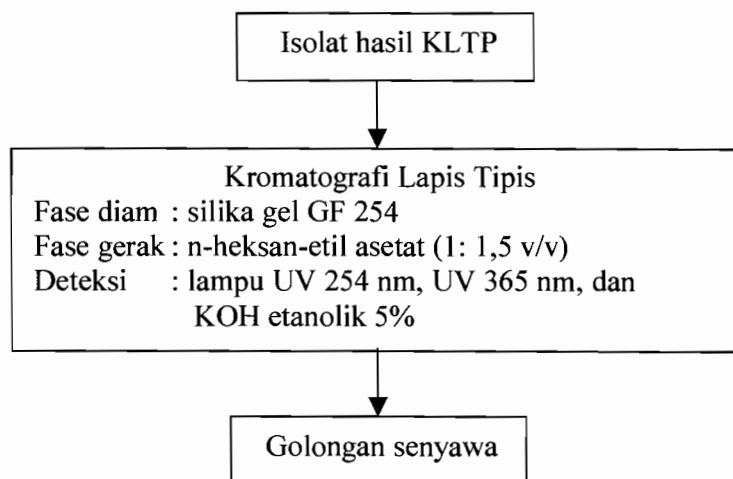 Isolat hasil KLTP
Kromatografi Lapis Tipis
Fase diam : silika gel GF 254
Fase gerak : n-heksan-etil asetat (1: 1,5 v/v)
Deteksi : lampu UV 254 nm, UV 365 nm, dan
KOH etanolik 5%
Golongan senyawa